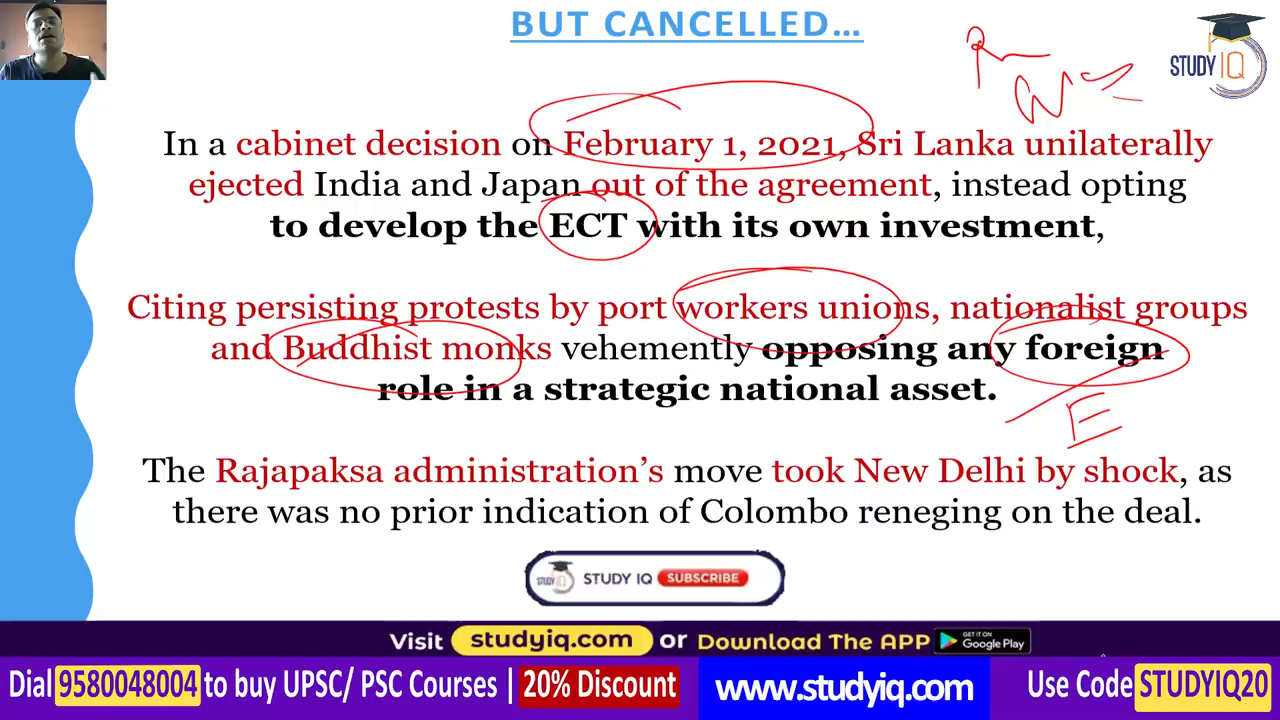 BUT CANCELLED…
STUDY IQ
In a cabinet decision on February 1, 2021, Sri Lanka unilaterally
ejected India and Japan out of the agreement, instead opting
to develop the ECT with its own investment,
Citing persisting protests by port workers unions, nationalist groups
and Buddhist monks vehemently opposing any foreign
role in a strategic national asset.
E
The Rajapaksa administration’s move took New Delhi by shock, as
there was no prior indication of Colombo reneging on the deal.
STUDY IQ STUDY IQ SUBSCRIBE
Visit studyiq.com or Download The APP GET IT ON Google Play
Dial 9580048004 to buy UPSC/ PSC Courses | 20% Discount www.studyiq.com Use Code STUDYIQ20